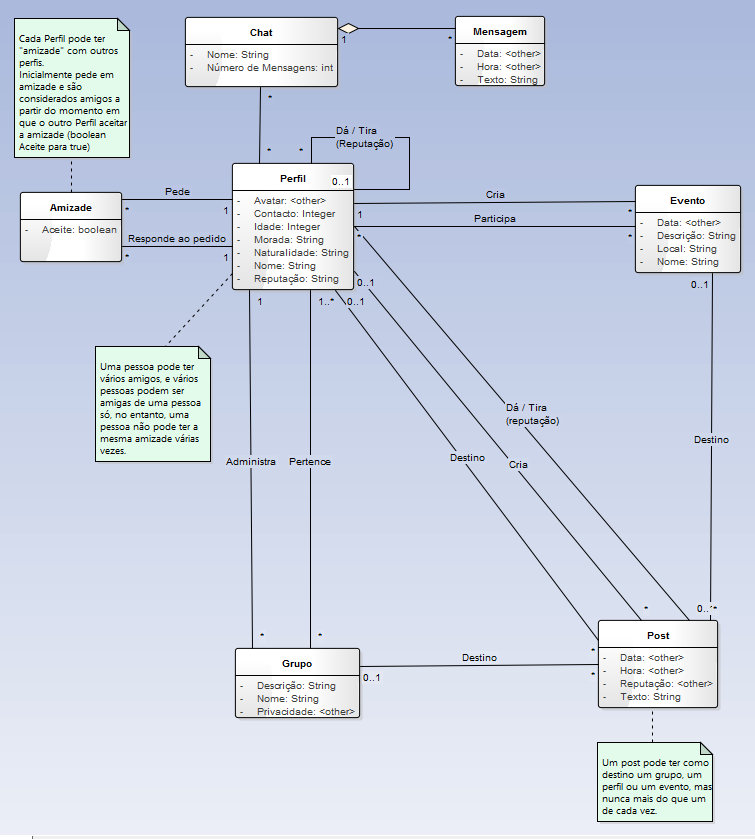 Cada Perfil pode ter
"amizade" com outros
perfis.
Inicialmente pede em
amizade e são
considerados amigos a
partir do momento em
que o outro Perfil aceitar
a amizade (boolean
Aceite para true)
Chat
- Nome: String
- Número de Mensagens: int
1
*
Mensagem
- Data: <other>
- Hora: <other>
- Texto: String
*
*
*
Dá / Tira
(Reputação)
0..1
Amizade
- Aceite: boolean
Pede
*
1
Responde ao pedido
*
1
Perfil
- Avatar: <other>
- Contacto: Integer
- Idade: Integer
- Morada: String
- Naturalidade: String
- Nome: String
- Reputação: String
Cria
1
*
Participa
*
*
Evento
- Data: <other>
- Descrição: String
- Local: String
- Nome: String
0..1
0..1
1
1..*
0..1
Uma pessoa pode ter
vários amigos, e vários
pessoas podem ser
amigas de uma pessoa
só, no entanto, uma
pessoa não pode ter a
mesma amizade várias
vezes.
Dá / Tira
(reputação)
Destino
Administra
Pertence
Destino
Cria
*
*
*
0..*
Grupo
- Descrição: String
- Nome: String
- Privacidade: <other>
Destino
0..1
*
*
Post
- Data: <other>
- Hora: <other>
- Reputação: <other>
- Texto: String
Um post pode ter como
destino um grupo, um
perfil ou um evento, mas
nunca mais do que um
de cada vez.